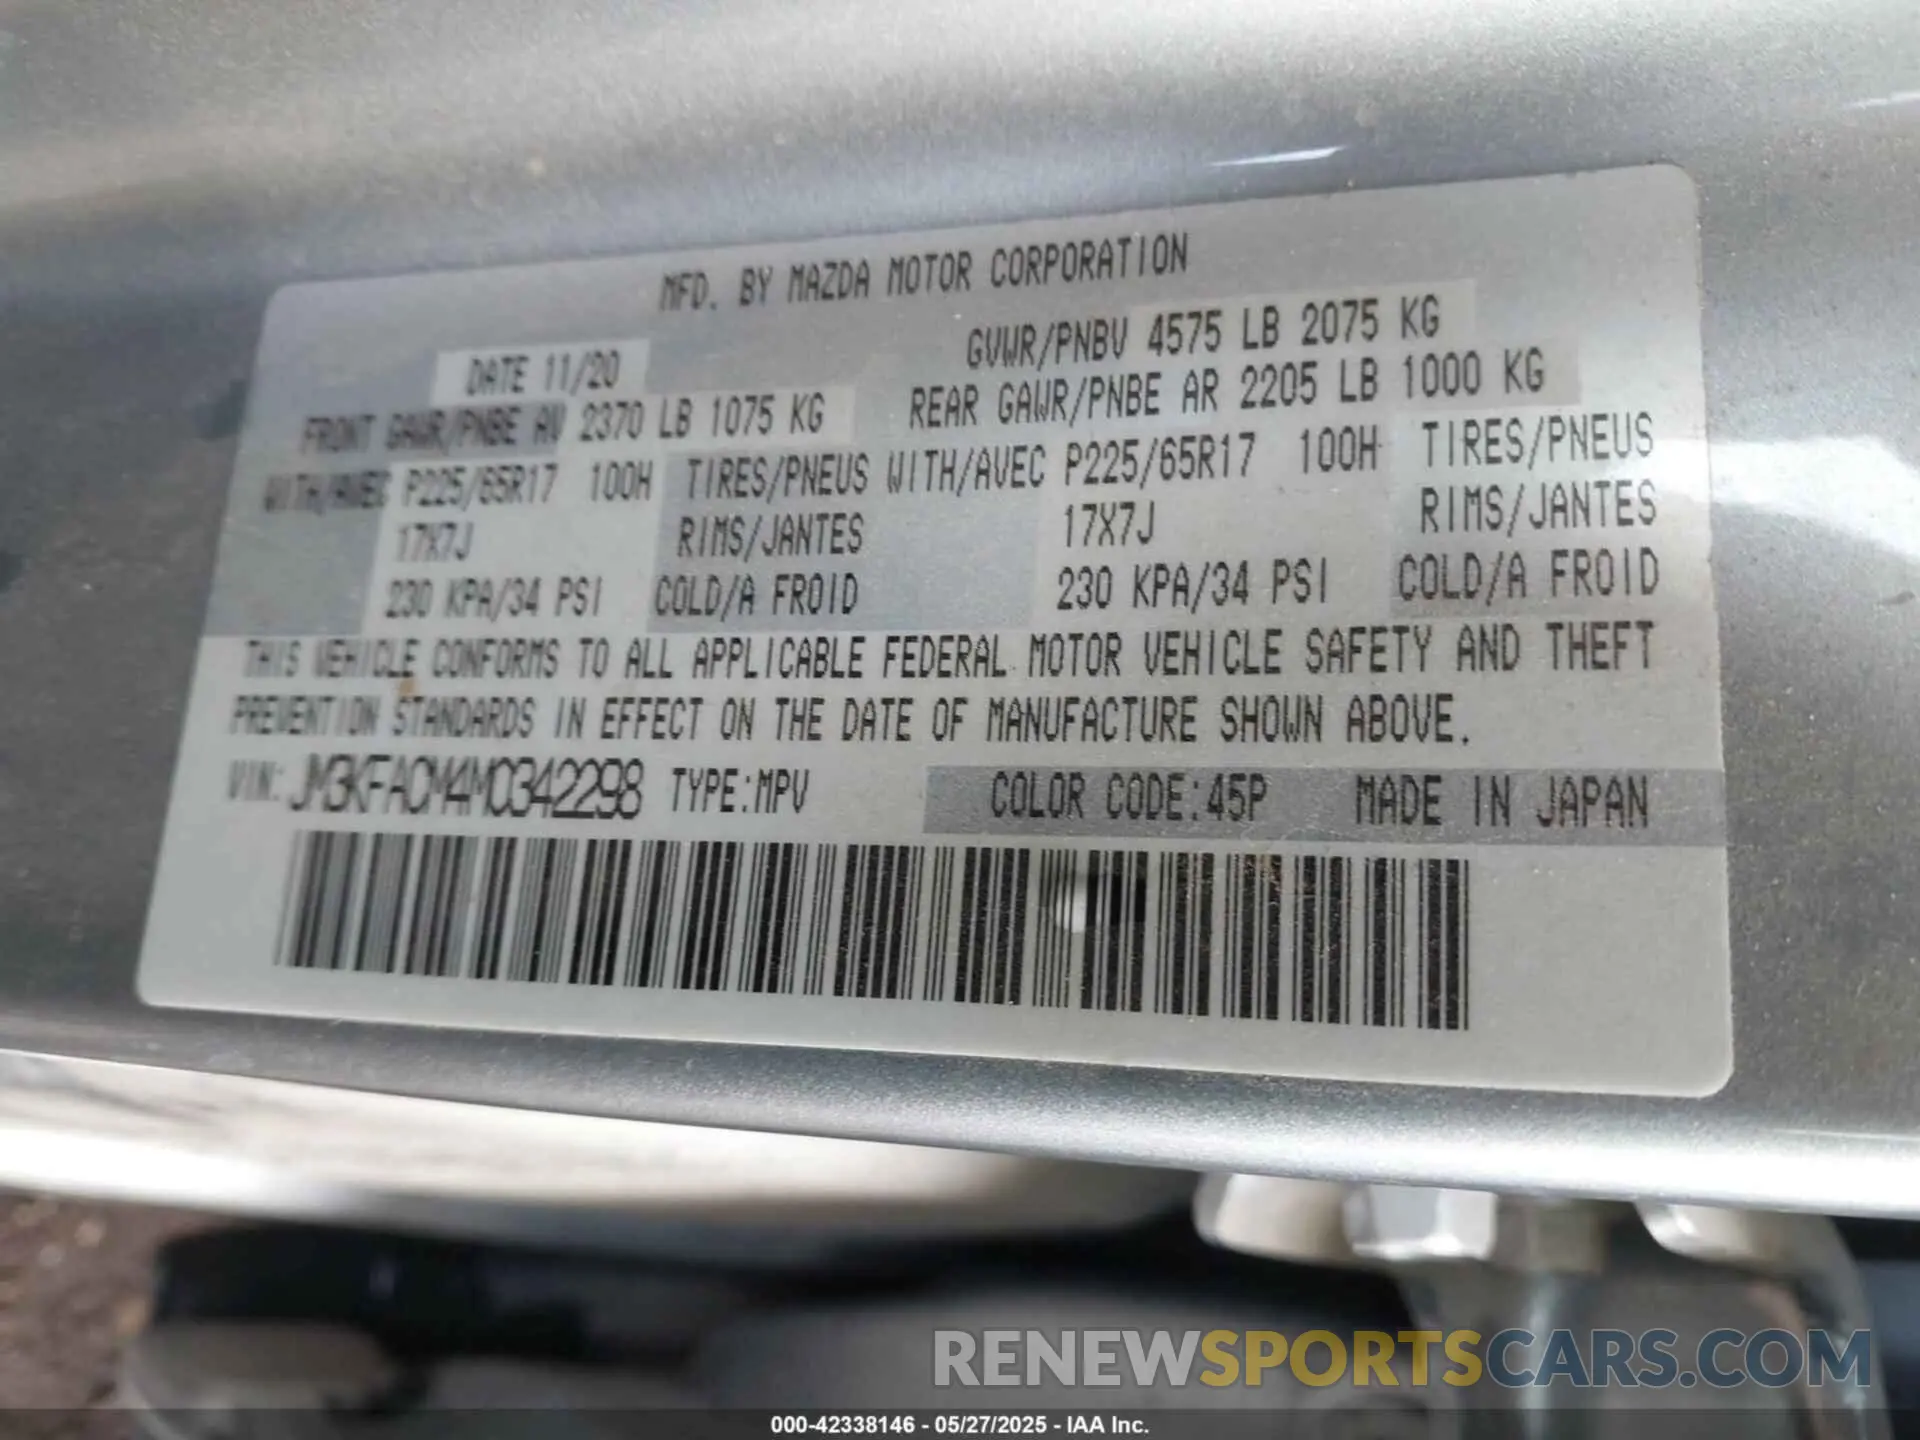 MFD. BY MAZDA MOTOR CORPORATION
DATE 11/20 GVWR/PNBV 4575 LB 2075 KG
FRONT GAWR/PNBE AV 2370 LB 1075 KG REAR GAWR/PNBE AR 2205 LB 1000 KG
WITH/AVEC P225/65R17 100H TIRES/PNEUS WITH/AVEC P225/65R17 100H TIRES/PNEUS
17X7J RIMS/JANTES 17X7J RIMS/JANTES
230 KPA/34 PSI COLD/A FROID 230 KPA/34 PSI COLD/A FROID
THIS VEHICLE CONFORMS TO ALL APPLICABLE FEDERAL MOTOR VEHICLE SAFETY AND THEFT
PREVENTION STANDARDS IN EFFECT ON THE DATE OF MANUFACTURE SHOWN ABOVE.
VIN: JM3KFACM4M0342298 TYPE:MPV COLOR CODE:45P MADE IN JAPAN
RENEWSPORTSCARS.COM
000-42338146 - 05/27/2025 - IAA Inc.